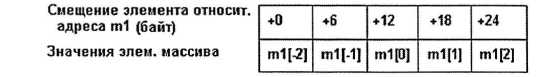 Смещение элемента относит. адреса m1 (байт) +0 +6 +12 +18 +24
Значения элем. массива m1[-2] m1[-1] m1[0] m1[1] m1[2]